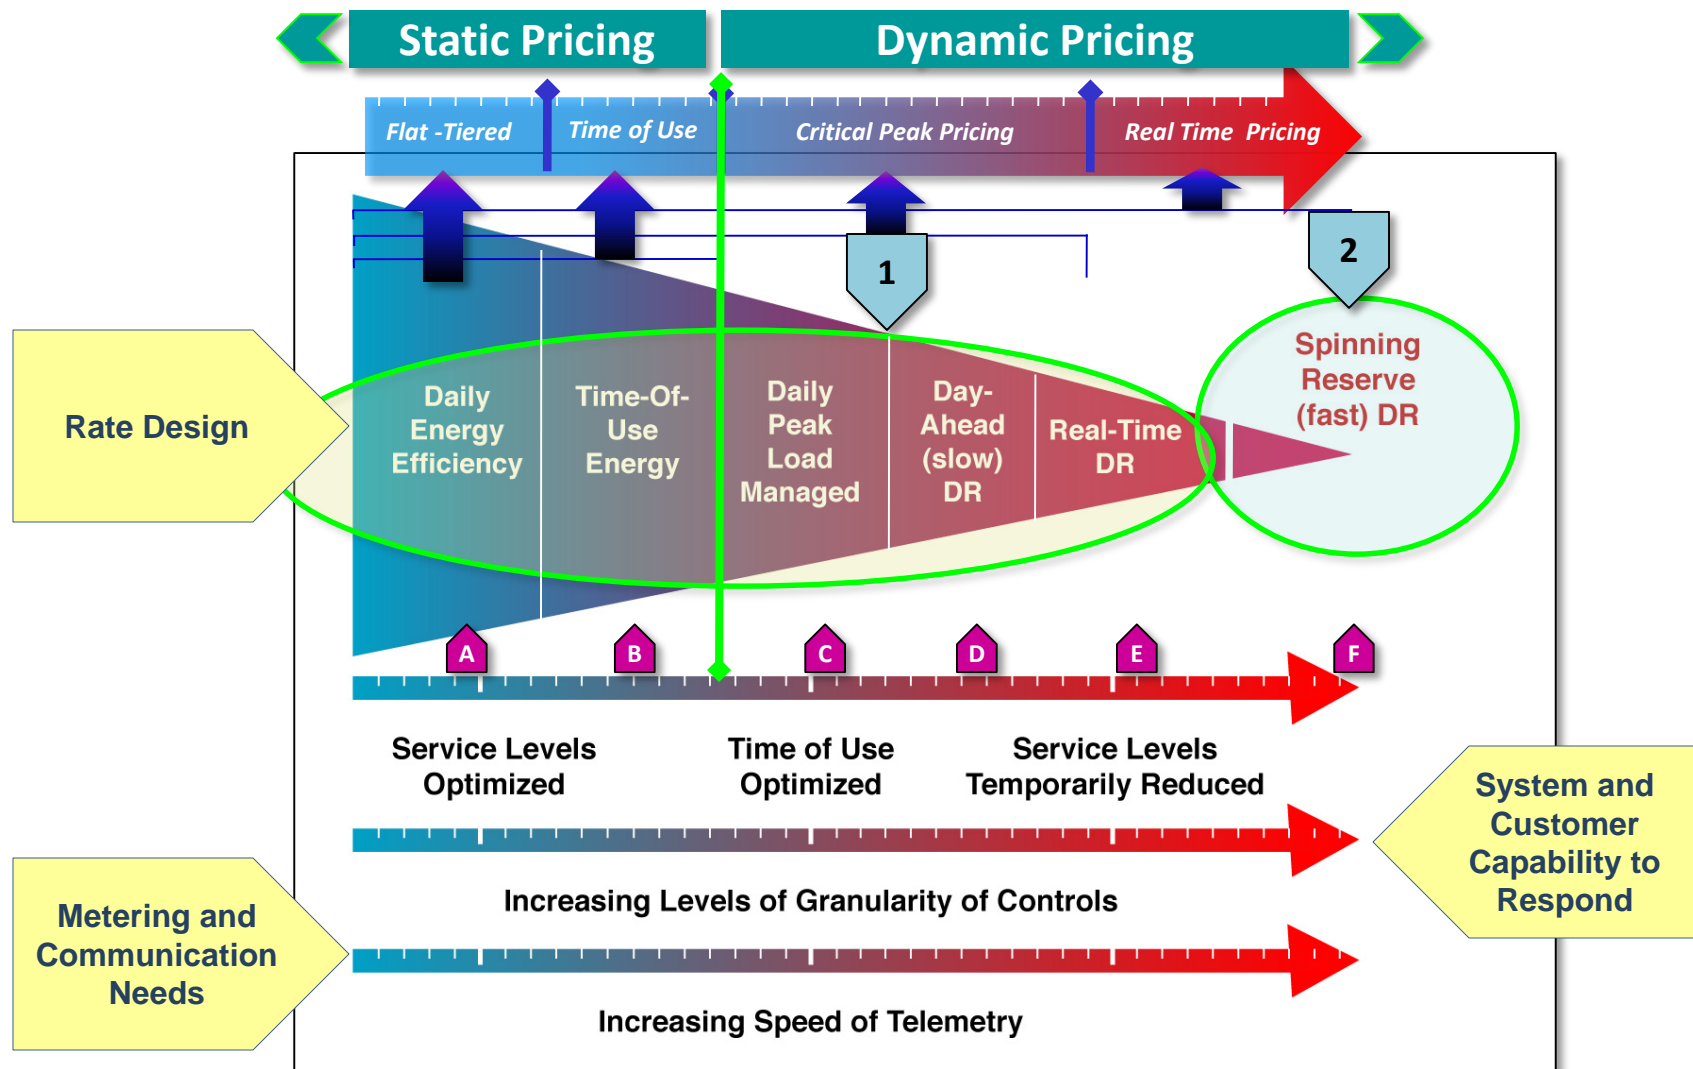 Static Pricing
Dynamic Pricing
Flat -Tiered
Time of Use
Critical Peak Pricing
Real Time Pricing
1
2
Rate Design
Daily
Energy
Efficiency
Time-Of-
Use
Energy
Daily
Peak
Load
Managed
Day-
Ahead
(slow)
DR
Real-Time
DR
Spinning
Reserve
(fast) DR
A
B
C
D
E
F
Service Levels
Optimized
Time of Use
Optimized
Service Levels
Temporarily Reduced
System and
Customer
Capability to
Respond
Increasing Levels of Granularity of Controls
Metering and
Communication
Needs
Increasing Speed of Telemetry